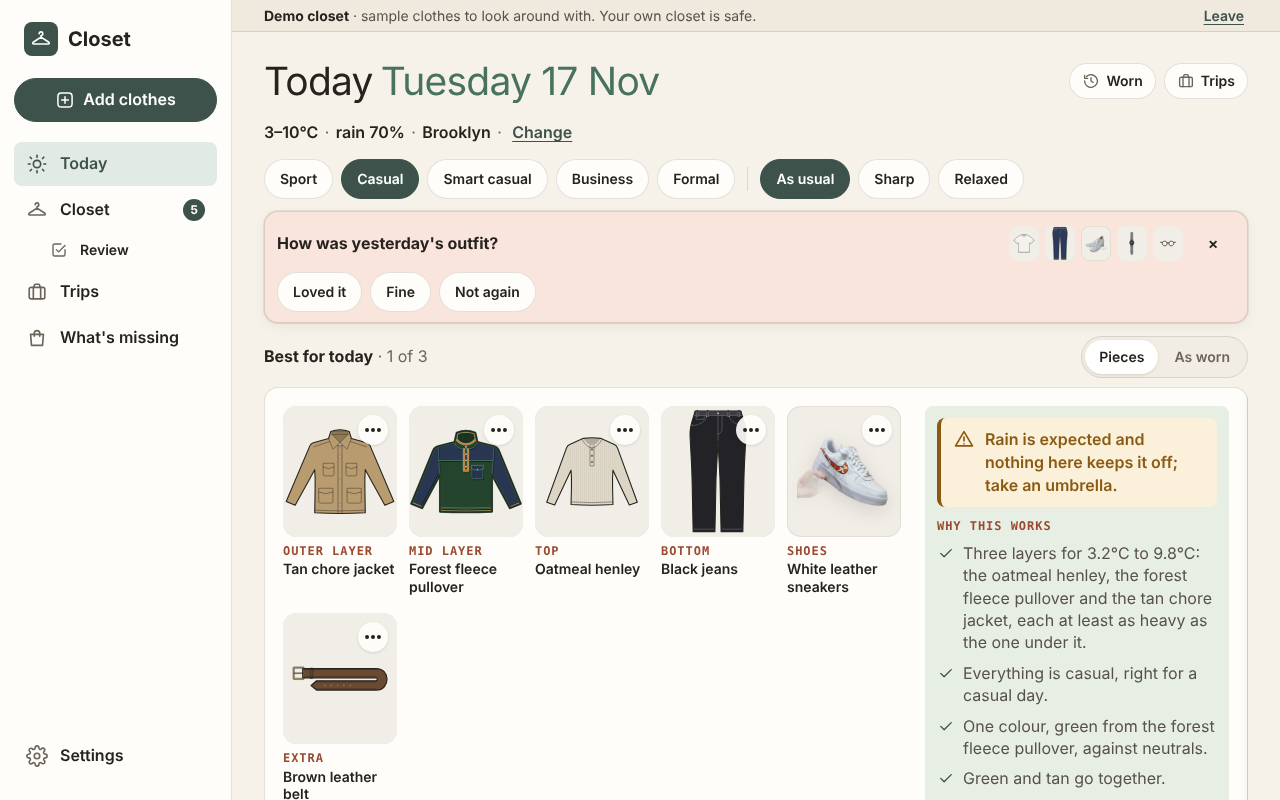 Closet
Add clothes
Today
Closet 5
Review
Trips
What's missing
Settings
Demo closet · sample clothes to look around with. Your own closet is safe.
Leave
Today Tuesday 17 Nov
Worn
Trips
3–10°C · rain 70% · Brooklyn · Change
Sport
Casual
Smart casual
Business
Formal
As usual
Sharp
Relaxed
How was yesterday's outfit?
×
Loved it
Fine
Not again
Best for today · 1 of 3
Pieces
As worn
OUTER LAYER
Tan chore jacket
MID LAYER
Forest fleece
pullover
TOP
Oatmeal henley
BOTTOM
Black jeans
SHOES
White leather
sneakers
EXTRA
Brown leather
belt
Rain is expected and
nothing here keeps it off;
take an umbrella.
WHY THIS WORKS
Three layers for 3.2°C to 9.8°C:
the oatmeal henley, the forest
fleece pullover and the tan chore
jacket, each at least as heavy as
the one under it.
Everything is casual, right for a
casual day.
One colour, green from the forest
fleece pullover, against neutrals.
Green and tan go together.